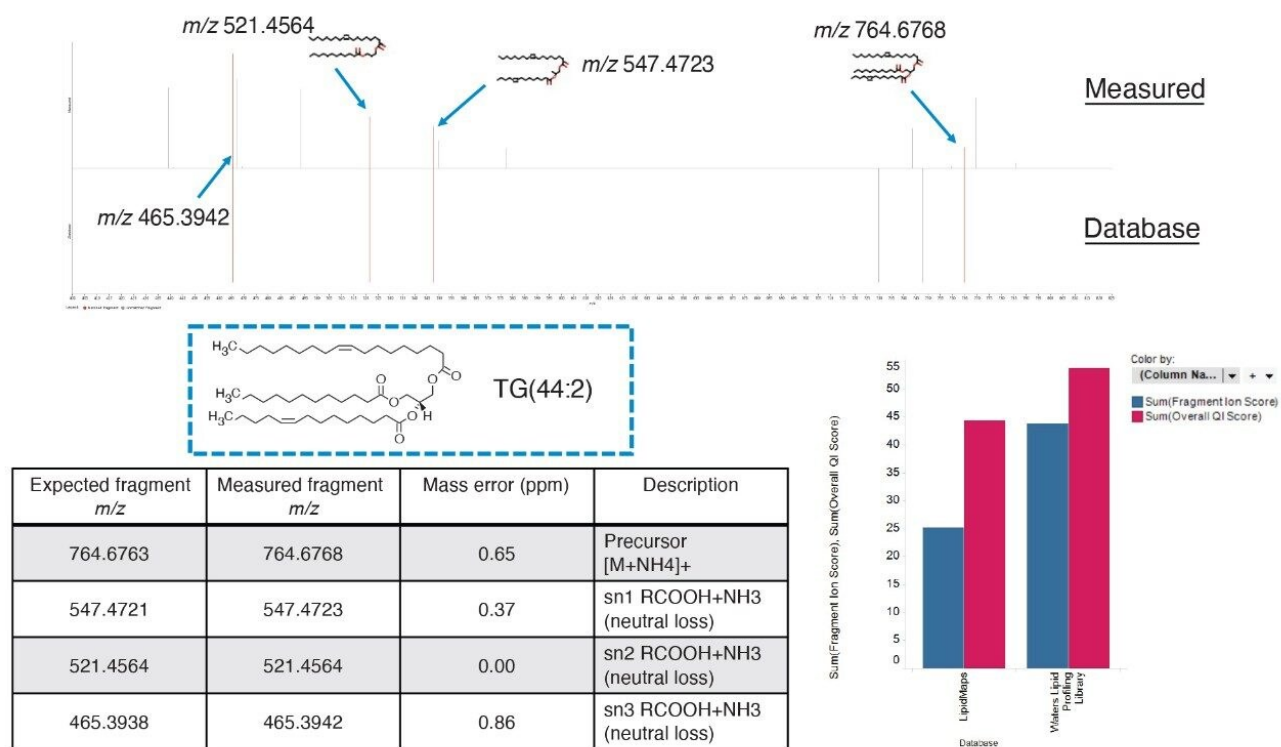 m/z 521.4564
m/z 547.4723
m/z 764.6768
Measured
m/z 465.3942
Database
H₃C
O
O
TG(44:2)
H₃C
O
O
H
H₃C
O
O
Expected fragment
m/z
Measured fragment
m/z
Mass error (ppm)
Description
764.6763
764.6768
0.65
Precursor
[M+NH4]+
547.4721
547.4723
0.37
sn1 RCOOH+NH3
(neutral loss)
521.4564
521.4564
0.00
sn2 RCOOH+NH3
(neutral loss)
465.3938
465.3942
0.86
sn3 RCOOH+NH3
(neutral loss)
Color by:
(Column Na...
+
Sum(Fragment Ion Score)
Sum(Overall QI Score)
Sum(Fragment Ion Score), Sum(Overall QI Score)
55
50
45
40
55
30
25
20
15
10
5
0
LipidMaps
Waters Lipid
Profiling
Library
Database